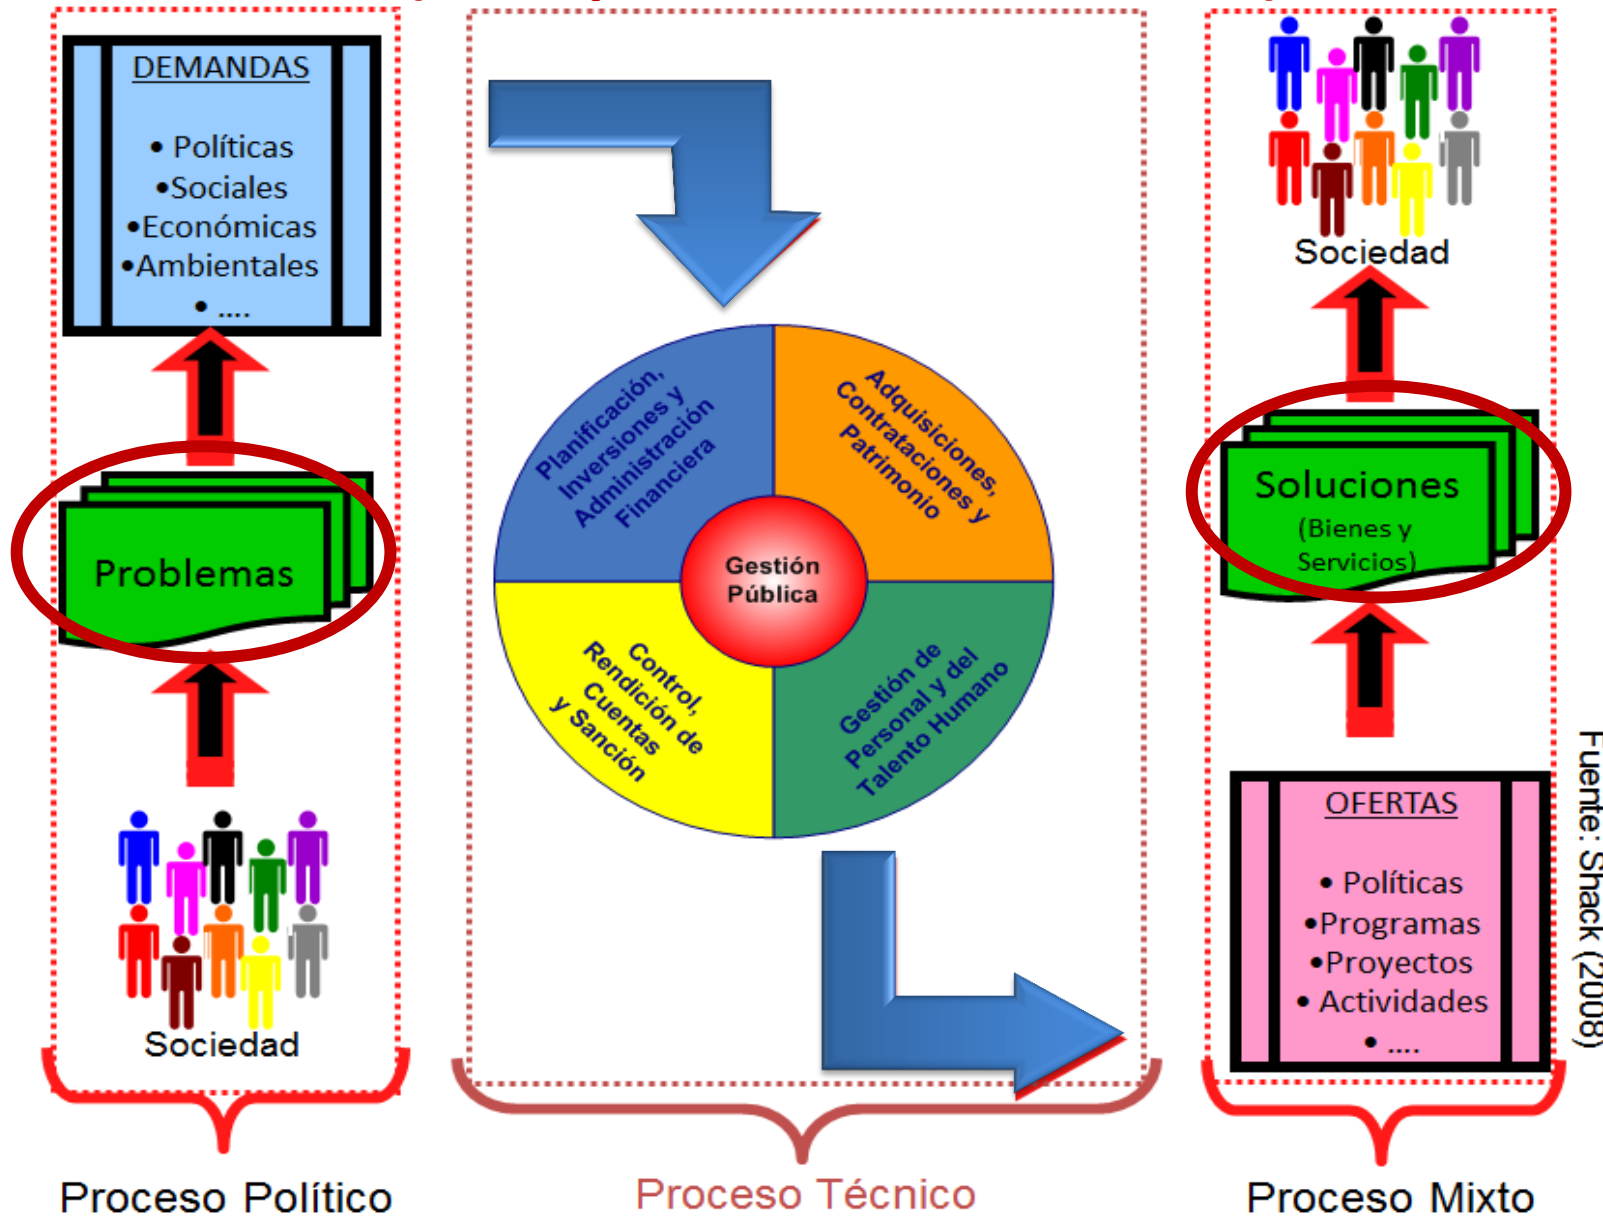 DEMANDAS
• Políticas
•Sociales
•Económicas
•Ambientales
• ....
Problemas
Sociedad
Proceso Político
Planificación,
Inversiones y
Administración
Financiera
Adquisiciones,
Contrataciones y
Patrimonio
Gestión
Pública
Control,
Rendición de
Cuentas
y Sanción
Gestión de
Personal y del
Talento Humano
Proceso Técnico
Sociedad
Soluciones
(Bienes y
Servicios)
OFERTAS
• Políticas
•Programas
•Proyectos
• Actividades
• ....
Proceso Mixto
Fuente: Shack (2008)